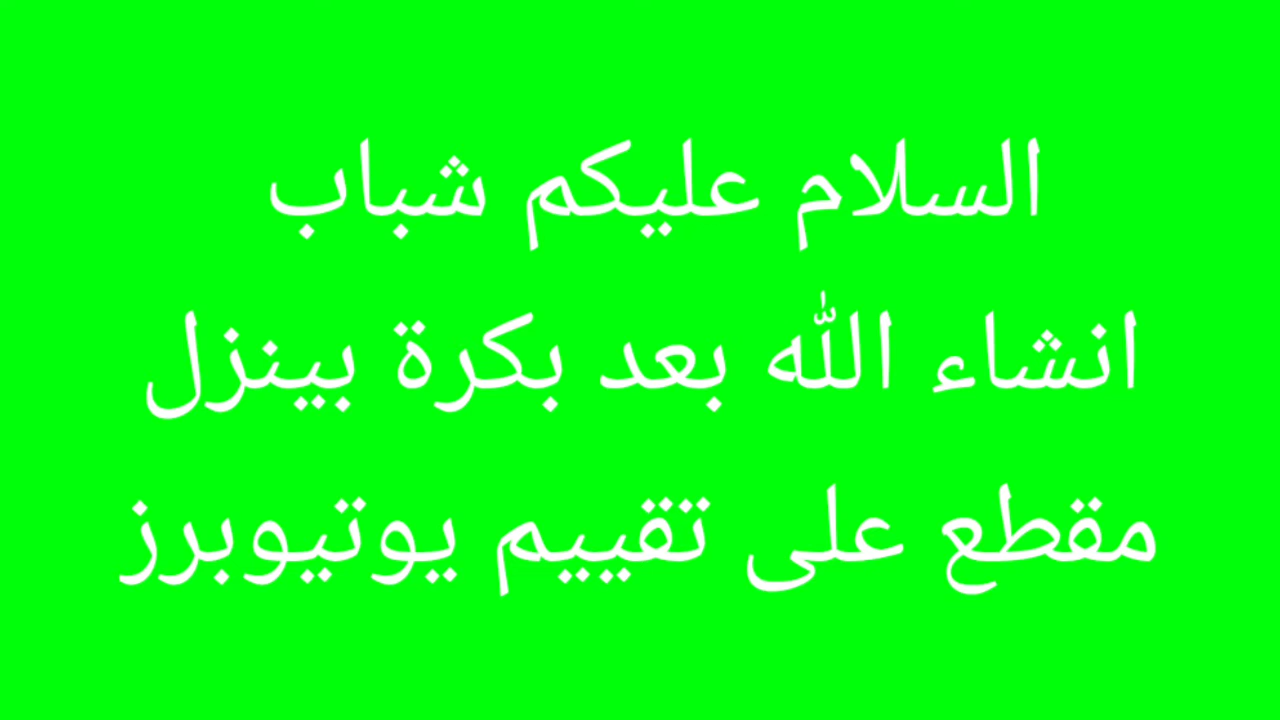 السلام عليكم شباب
انشاء الله بعد بكرة بينزل
مقطع على تقييم يوتيوبرز